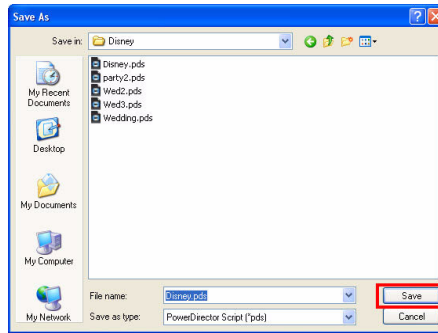 Save As
Save in: Disney
Disney.pds
party2.pds
Wed2.pds
Wed3.pds
Wedding.pds
My Recent
Documents
Desktop
My Documents
My Computer
My Network
File name: Disney.pds Save
Save as type: PowerDirector Script (*pds) Cancel